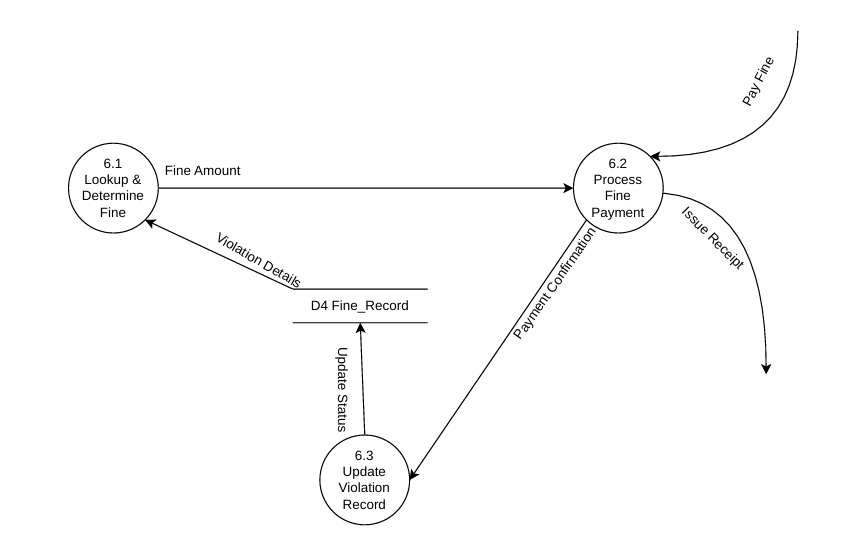 Pay Fine
6.1
Lookup &
Determine
Fine
Fine Amount
6.2
Process
Fine
Payment
Issue Receipt
Violation Details
Payment Confirmation
D4 Fine_Record
Update Status
6.3
Update
Violation
Record